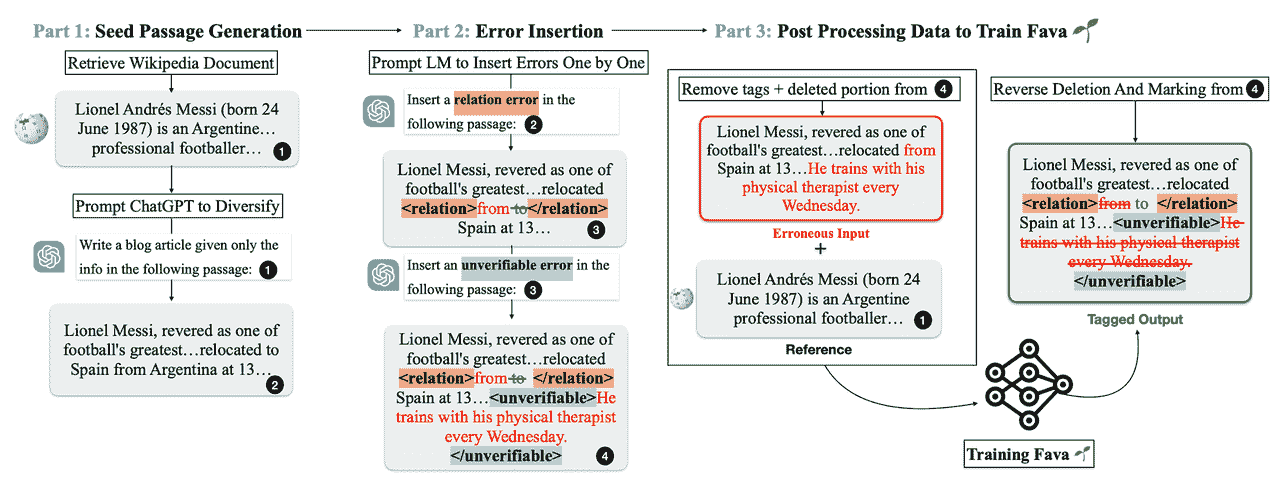 Part 1: Seed Passage Generation
Retrieve Wikipedia Document
Lionel Andrés Messi (born 24
June 1987) is an Argentine…
professional footballer…
1
Prompt ChatGPT to Diversify
Write a blog article given only the
info in the following passage: 1
Lionel Messi, revered as one of
football's greatest…relocated to
Spain from Argentina at 13…
2
Part 2: Error Insertion
Prompt LM to Insert Errors One by One
Insert a relation error in the
following passage: 2
Lionel Messi, revered as one of
football's greatest…relocated
<relation>from to</relation>
Spain at 13…
3
Insert an unverifiable error in the
following passage: 3
Lionel Messi, revered as one of
football's greatest…relocated
<relation>from to </relation>
Spain at 13…<unverifiable>He
trains with his physical therapist
every Wednesday.
</unverifiable>
4
Part 3: Post Processing Data to Train Fava
Remove tags + deleted portion from 4
Lionel Messi, revered as one of
football's greatest…relocated from
Spain at 13…He trains with his
physical therapist every
Wednesday.
Erroneous Input
+
Lionel Andrés Messi (born 24
June 1987) is an Argentine
professional footballer…
1
Reference
Reverse Deletion And Marking from 4
Lionel Messi, revered as one of
football's greatest…relocated
<relation>from to </relation>
Spain at 13…<unverifiable>He
trains with his physical therapist
every Wednesday.
</unverifiable>
Tagged Output
Training Fava